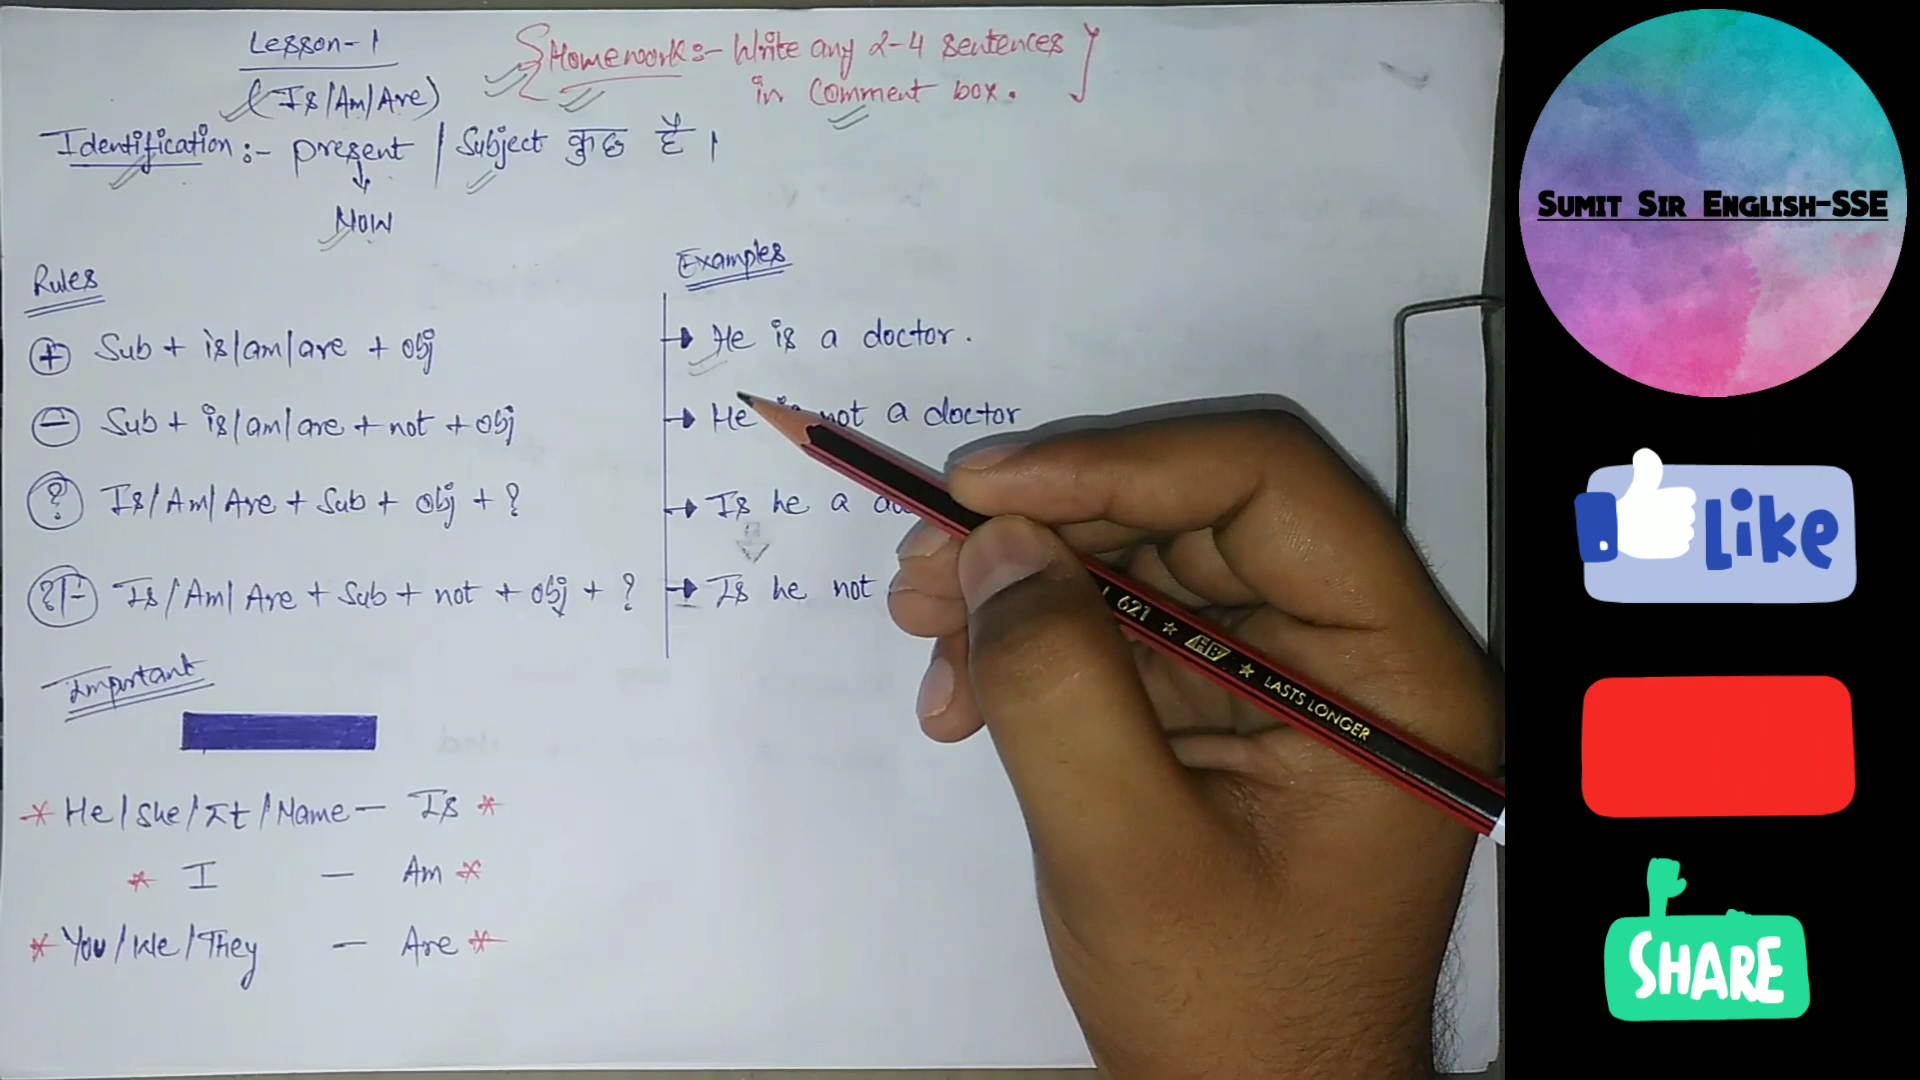 Lesson-1
(Is/Am/Are)
{Homework:- Write any 2-4 sentences
in Comment box.}
Identification:- present / Subject कुछ है।
↓
Now
Rules
(+) Sub + is/am/are + obj
(-) Sub + is/am/are + not + obj
(?) Is/Am/Are + Sub + obj + ?
(?/-) Is/Am/Are + Sub + not + obj + ?
Examples
He is a doctor.
He not a doctor
Is he a
Is he not
Important
* He/She/It/Name - Is *
* I - Am *
* You/We/They - Are *
621 ☆ HB ☆ LASTS LONGER
Sumit Sir English-SSE
Like
SHARE